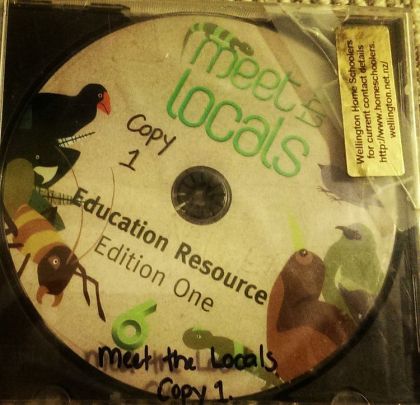 meet
locals
Copy
1
Education Resource
Edition One
6
Meet the Locals
Copy 1.
Wellington Home Schoolers
for current contact details
http://www.homeschoolers.
wellington.net.nz/